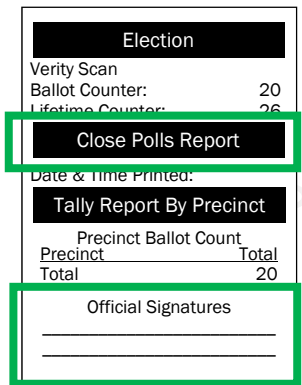 Election
Verity Scan
Ballot Counter: 20
Lifetime Counter: 26
Close Polls Report
Date & Time Printed:
Tally Report By Precinct
Precinct Ballot Count
Precinct Total
Total 20
Official Signatures